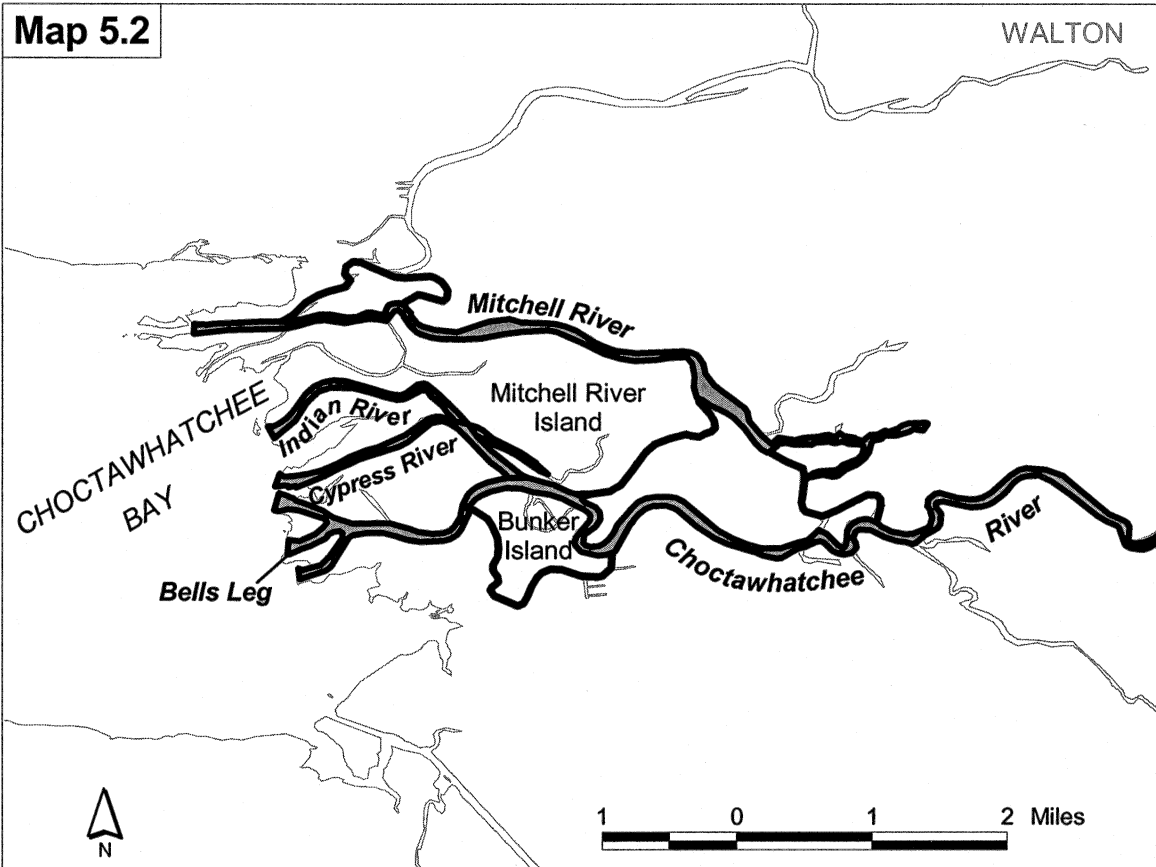 Map 5.2
WALTON
Mitchell River
Mitchell River
Island
Indian River
CHOCTAWHATCHEE
BAY
Cypress River
Bunker
Island
River
Choctawhatchee
Bells Leg
N
1 0 1 2 Miles